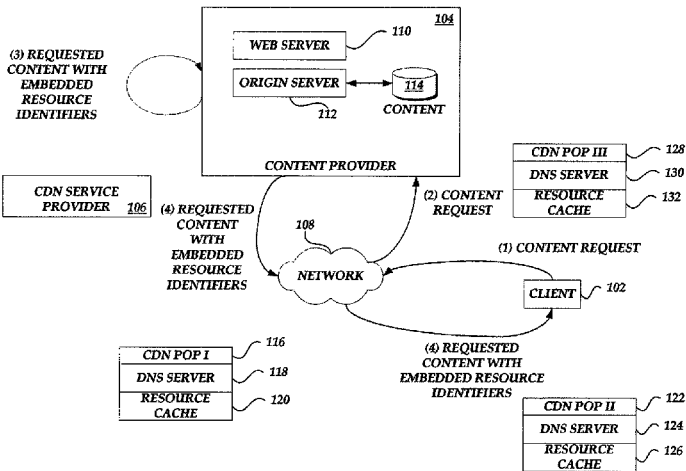 104
WEB SERVER
110
(3) REQUESTED
CONTENT WITH
EMBEDDED
RESOURCE
IDENTIFIERS
ORIGIN SERVER
112
114
CONTENT
CONTENT PROVIDER
CDN SERVICE
PROVIDER 106
(4) REQUESTED
CONTENT
WITH
EMBEDDED
RESOURCE
IDENTIFIERS
(2) CONTENT
REQUEST
CDN POP III
128
DNS SERVER
130
RESOURCE
CACHE
132
108
NETWORK
(1) CONTENT REQUEST
CLIENT
102
(4) REQUESTED
CONTENT WITH
EMBEDDED RESOURCE
IDENTIFIERS
CDN POP I
116
DNS SERVER
118
RESOURCE
CACHE
120
CDN POP II
122
DNS SERVER
124
RESOURCE
CACHE
126